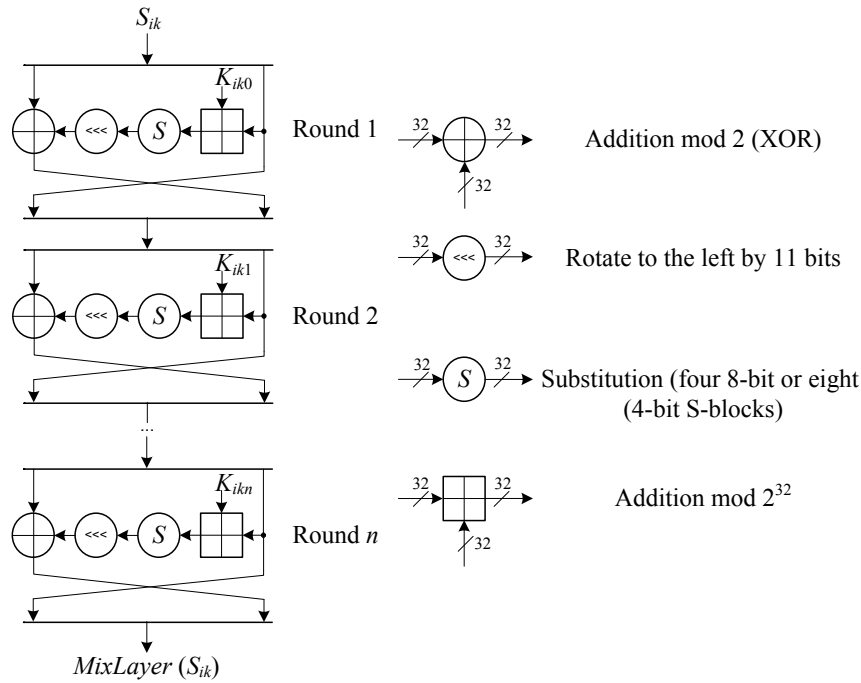 S_ik
K_ik0
<<<
S
Round 1
32
32
32
Addition mod 2 (XOR)
32
<<<
32
Rotate to the left by 11 bits
K_ik1
<<<
S
Round 2
32
S
32
Substitution (four 8-bit or eight
(4-bit S-blocks)
...
K_ikn
<<<
S
Round n
32
32
32
Addition mod 2^32
MixLayer (S_ik)